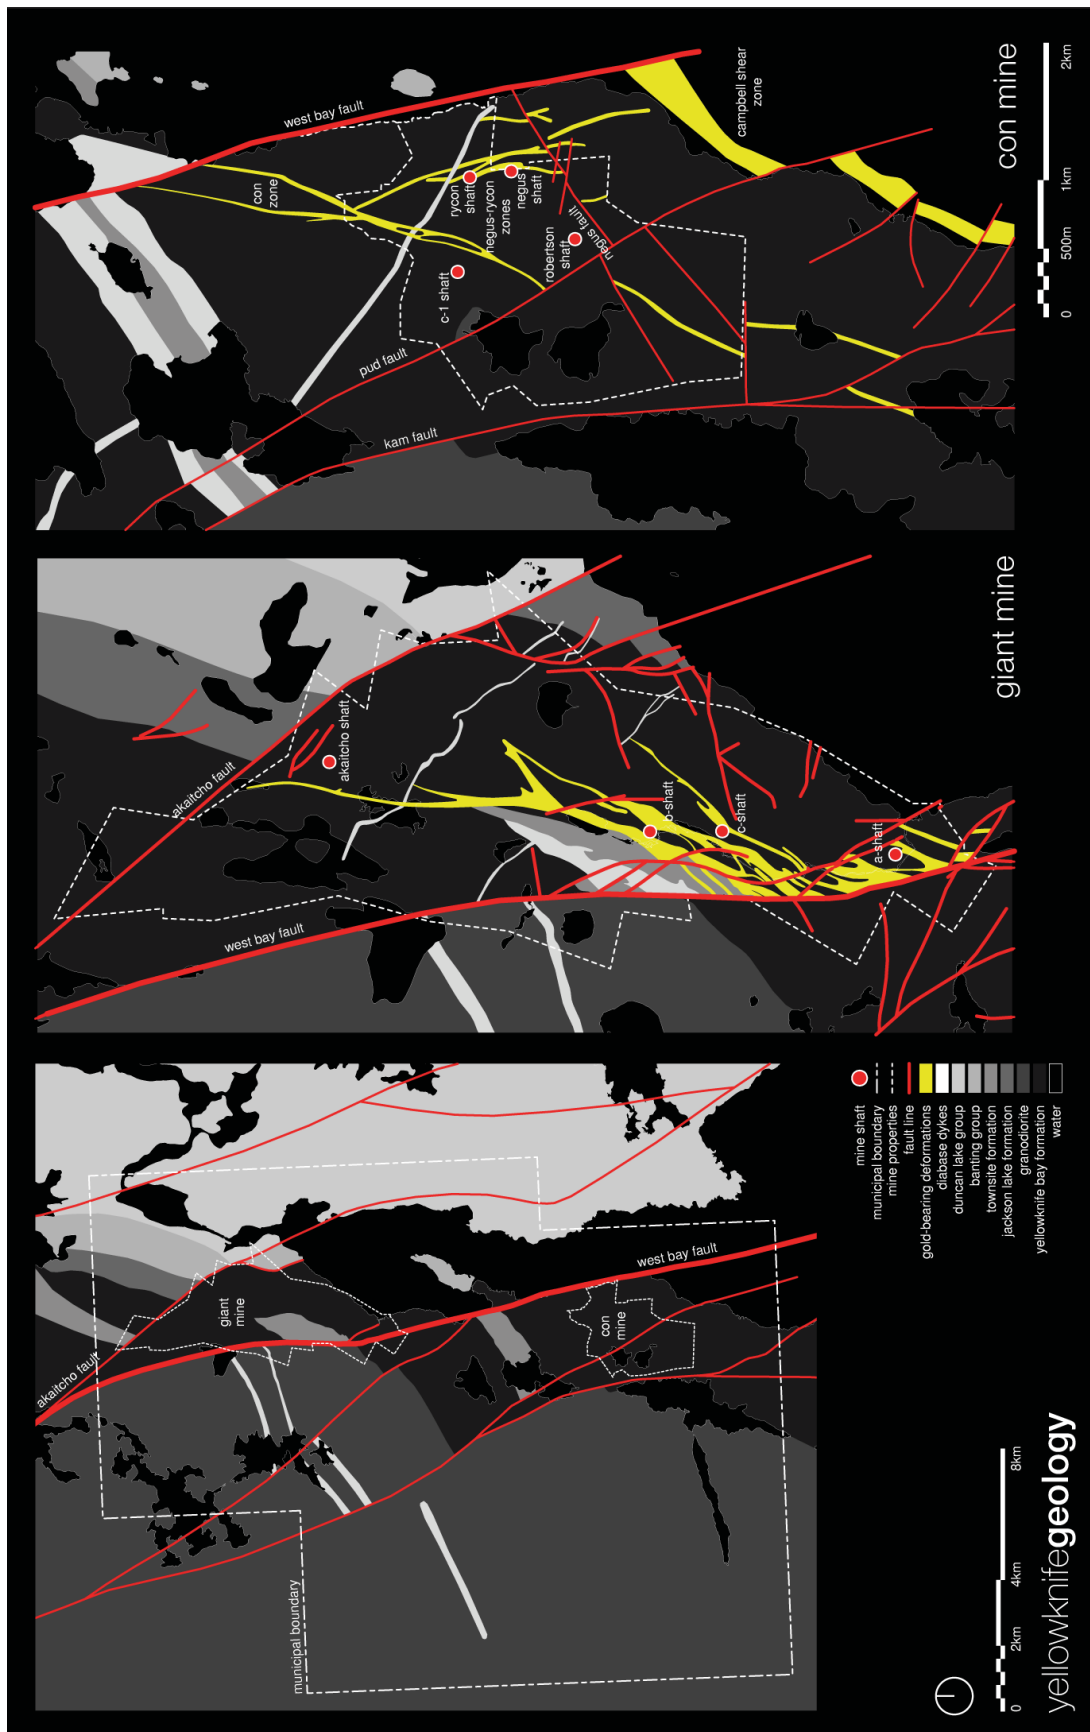 west bay fault
con
zone
rycon
shaft
negus-rycon
zones
negus
shaft
negus fault
robertson
shaft
c-1 shaft
pud fault
kam fault
campbell shear
zone
con mine
0
500m
1km
2km
akaitcho fault
akaitcho shaft
west bay fault
b-shaft
c-shaft
a-shaft
giant mine
akaitcho fault
giant
mine
west bay fault
con
mine
municipal boundary
mine shaft
municipal boundary
mine properties
fault line
gold-bearing deformations
diabase dykes
duncan lake group
banting group
townsite formation
jackson lake formation
granodiorite
yellowknife bay formation
water
0
2km
4km
8km
yellowknifegeology